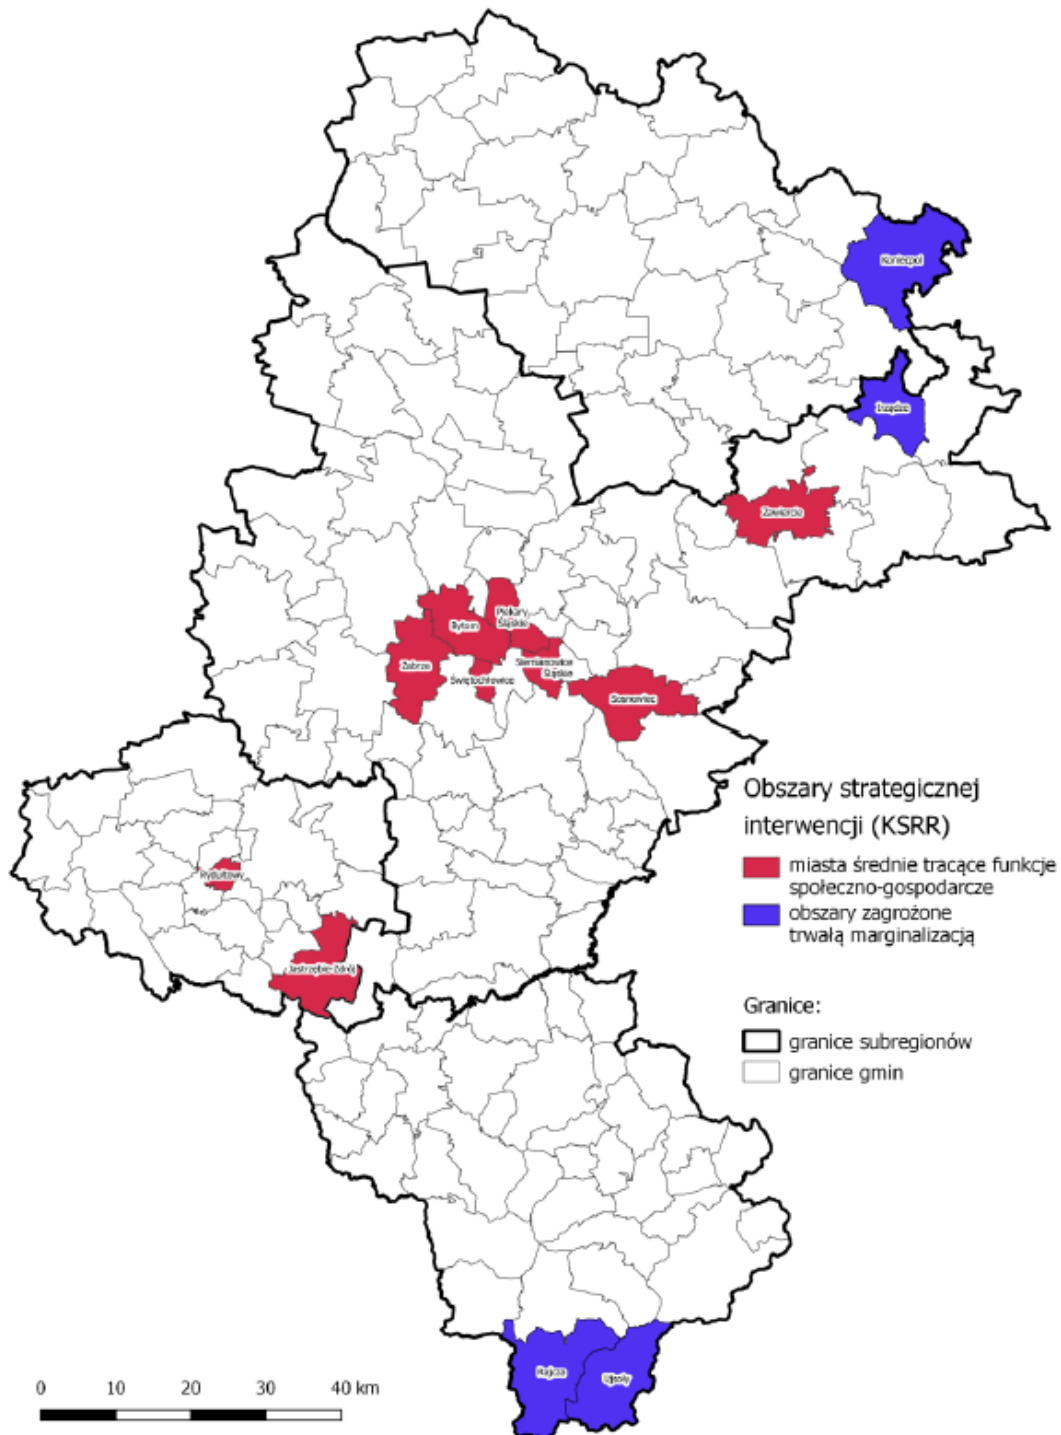 Koniecpol
Irządze
Zawiercie
Piekary
Śląskie
Bytom
Zabrze
Siemianowice
Śląskie
Świętochłowice
Sosnowiec
Obszary strategicznej
interwencji (KSRR)
miasta średnie tracące funkcje
społeczno-gospodarcze
obszary zagrożone
trwałą marginalizacją
Rydułtowy
Jastrzębie-Zdrój
Granice:
granice subregionów
granice gmin
Rajcza
Ujsoły
0 10 20 30 40 km